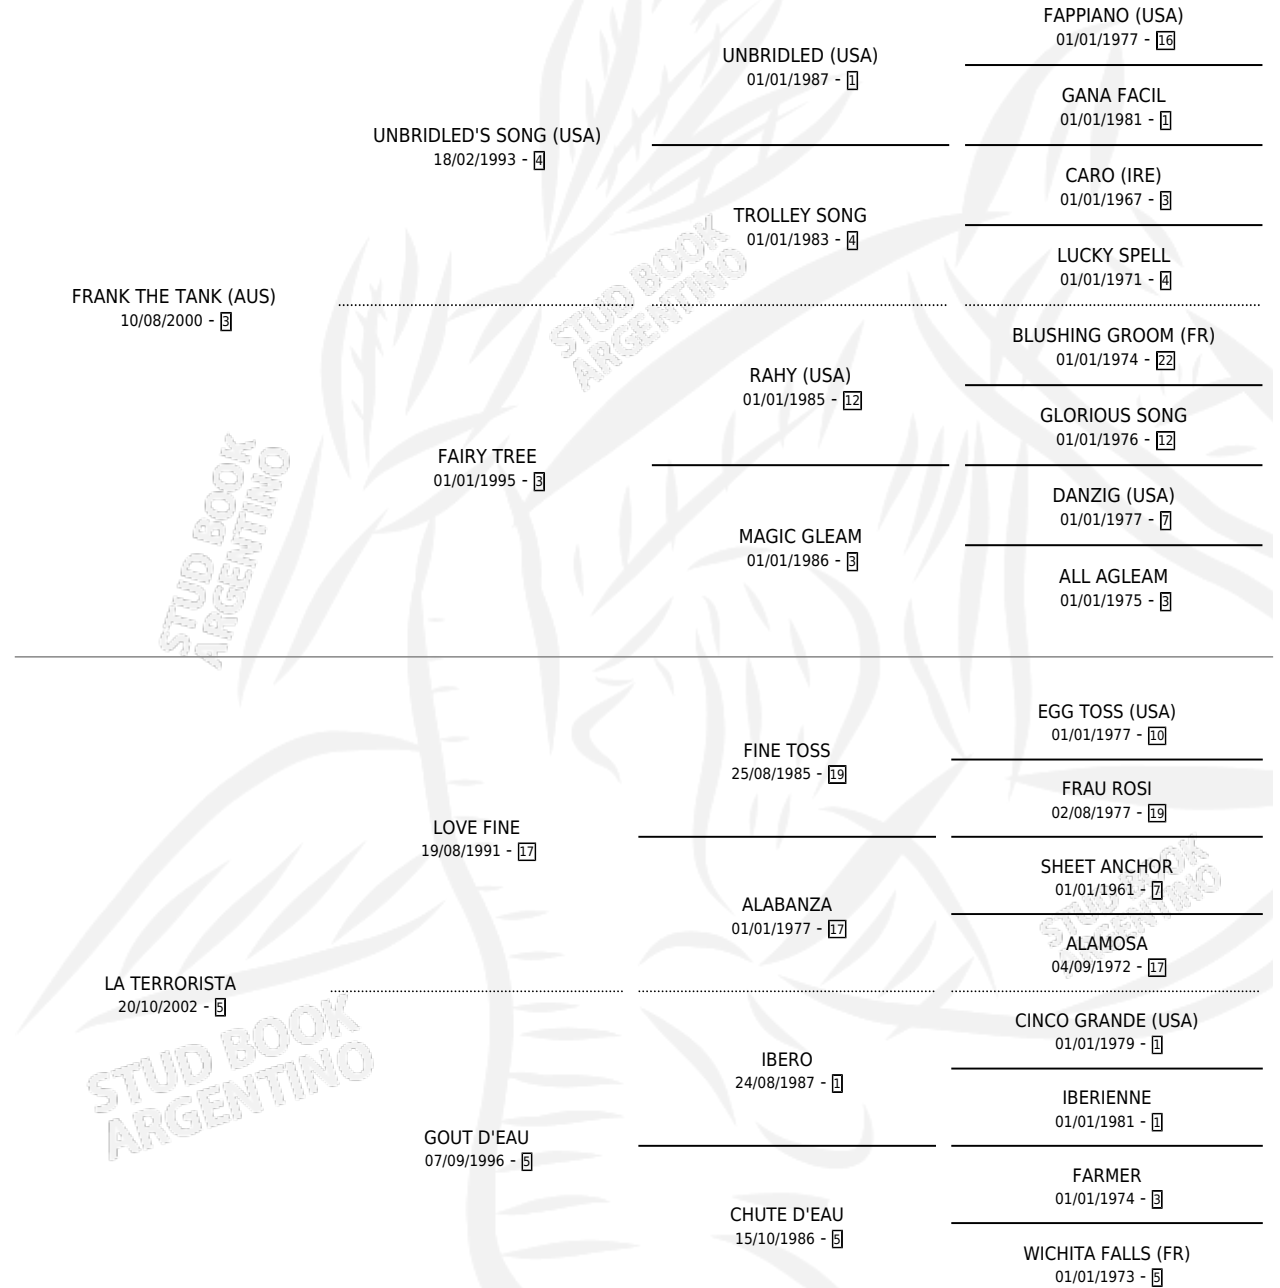 FAPPIANO (USA)
01/01/1977 - 16
UNBRIDLED (USA)
01/01/1987 - 1
GANA FACIL
01/01/1981 - 1
UNBRIDLED'S SONG (USA)
18/02/1993 - 4
CARO (IRE)
01/01/1967 - 3
TROLLEY SONG
01/01/1983 - 4
LUCKY SPELL
01/01/1971 - 4
FRANK THE TANK (AUS)
10/08/2000 - 3
STUD BOOK
ARGENTINO
BLUSHING GROOM (FR)
01/01/1974 - 22
RAHY (USA)
01/01/1985 - 12
GLORIOUS SONG
01/01/1976 - 12
FAIRY TREE
01/01/1995 - 3
DANZIG (USA)
01/01/1977 - 7
MAGIC GLEAM
01/01/1986 - 3
ALL AGLEAM
01/01/1975 - 3
STUD BOOK
ARGENTINO
EGG TOSS (USA)
01/01/1977 - 10
FINE TOSS
25/08/1985 - 19
FRAU ROSI
02/08/1977 - 19
LOVE FINE
19/08/1991 - 17
SHEET ANCHOR
01/01/1961 - 7
ALABANZA
01/01/1977 - 17
ALAMOSA
04/09/1972 - 17
STUD BOOK
ARGENTINO
LA TERRORISTA
20/10/2002 - 5
CINCO GRANDE (USA)
01/01/1979 - 1
IBERO
24/08/1987 - 1
IBERIENNE
01/01/1981 - 1
STUD BOOK
ARGENTINO
GOUT D'EAU
07/09/1996 - 5
FARMER
01/01/1974 - 3
CHUTE D'EAU
15/10/1986 - 5
WICHITA FALLS (FR)
01/01/1973 - 5